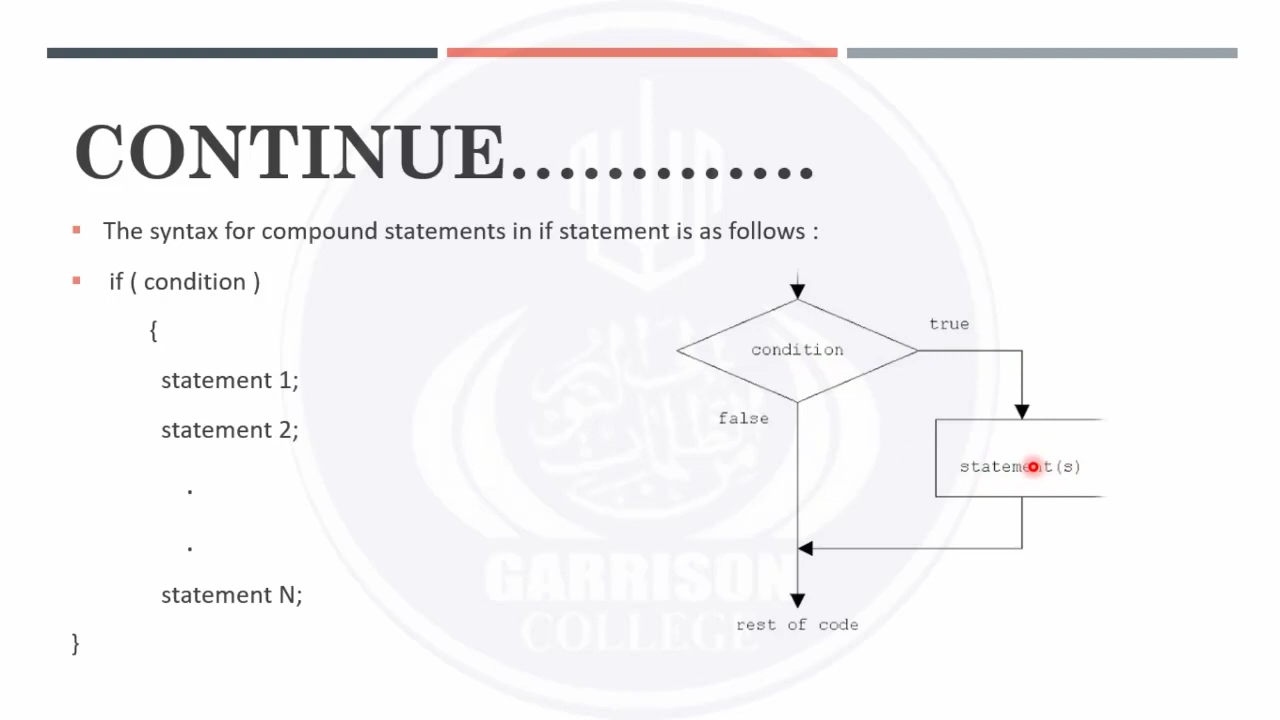 CONTINUE.............
The syntax for compound statements in if statement is as follows :
if ( condition )
{
statement 1;
statement 2;
.
.
statement N;
}
condition
true
false
statement(s)
rest of code
GARRISON
COLLEGE